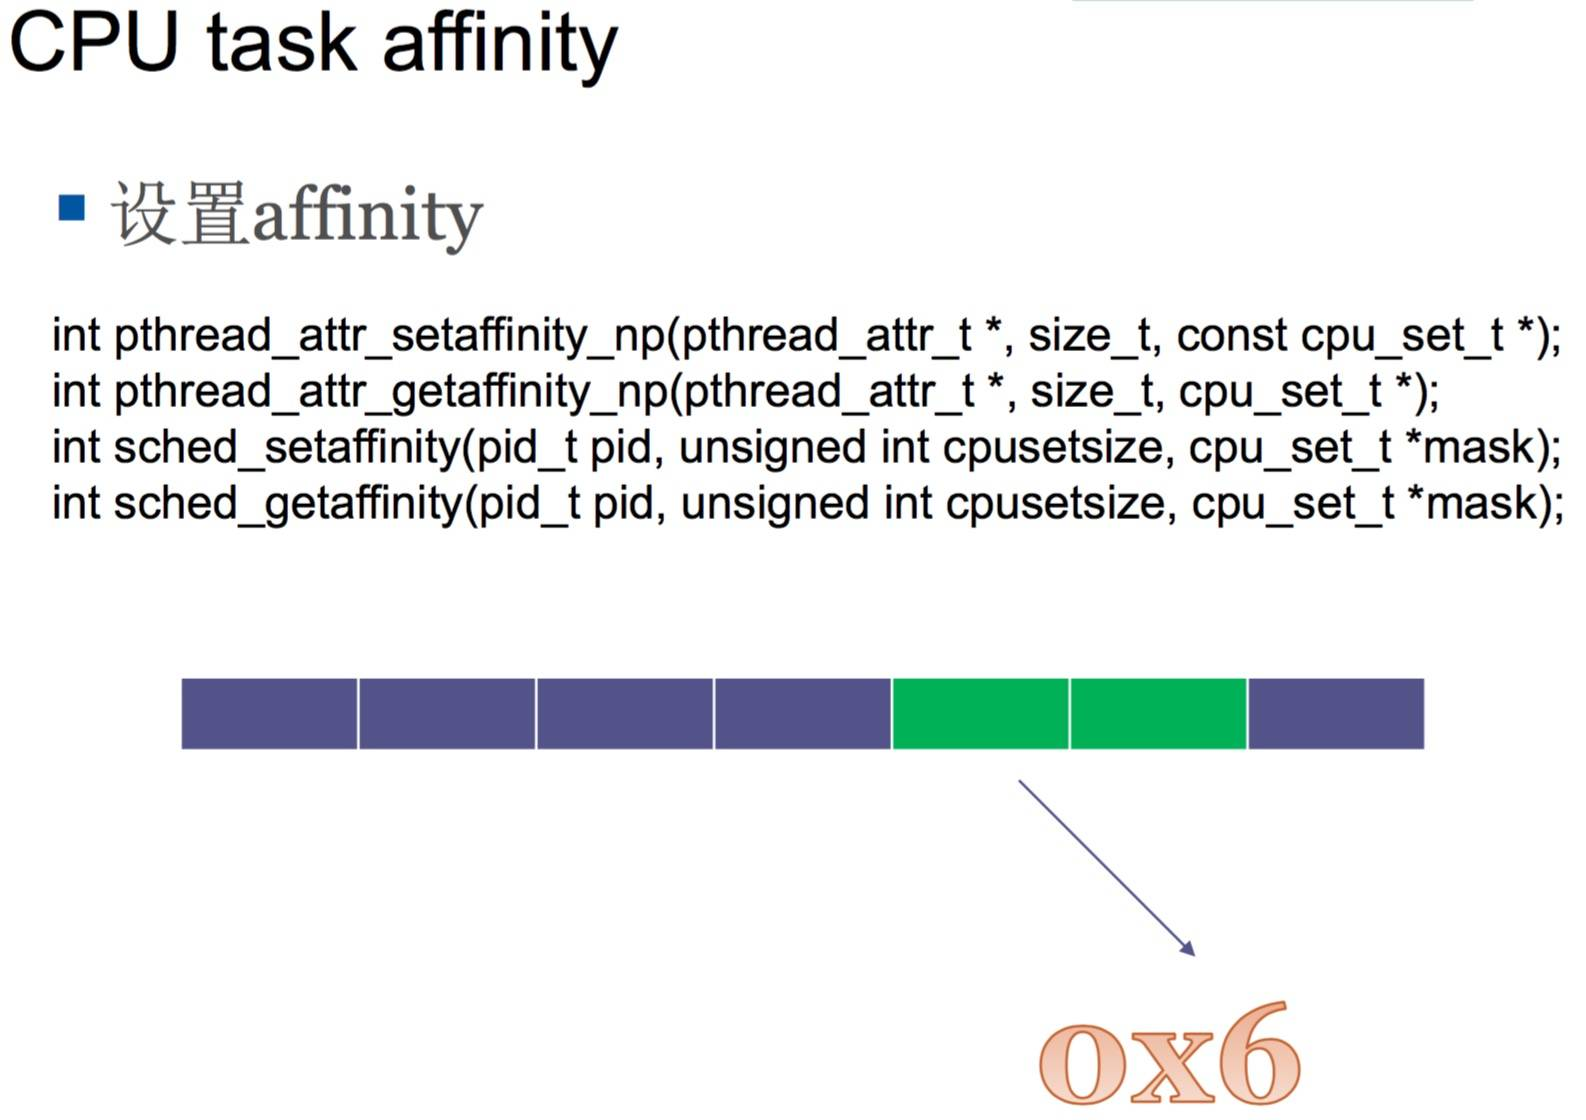 CPU task affinity
设置affinity
int pthread_attr_setaffinity_np(pthread_attr_t *, size_t, const cpu_set_t *);
int pthread_attr_getaffinity_np(pthread_attr_t *, size_t, cpu_set_t *);
int sched_setaffinity(pid_t pid, unsigned int cpusetsize, cpu_set_t *mask);
int sched_getaffinity(pid_t pid, unsigned int cpusetsize, cpu_set_t *mask);
0x6